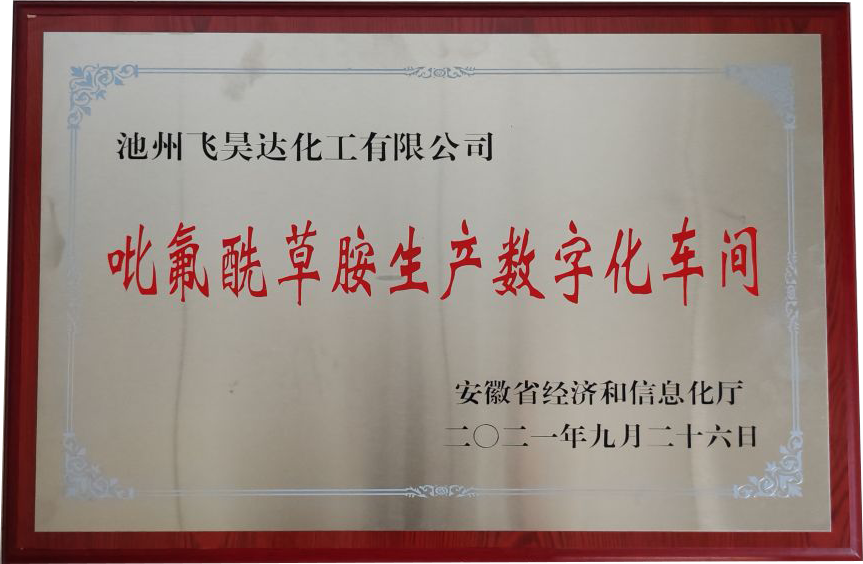 池州飞昊达化工有限公司
吡氟酰草胺生产数字化车间
安徽省经济和信息化厅
二〇二一年九月二十六日